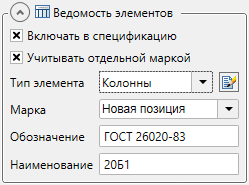 Ведомость элементов
Включать в спецификацию
Учитывать отдельной маркой
Тип элемента Колонны
Марка Новая позиция
Обозначение ГОСТ 26020-83
Наименование 20Б1